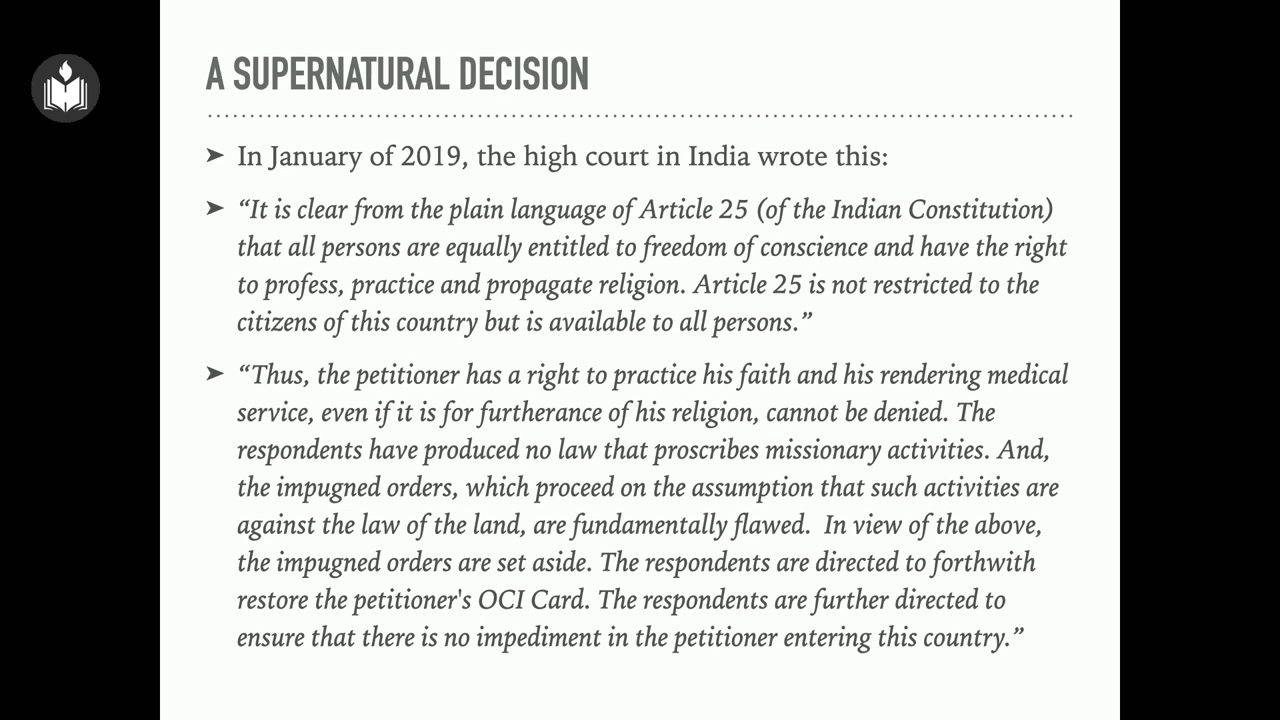 A SUPERNATURAL DECISION
➤ In January of 2019, the high court in India wrote this:
➤ “It is clear from the plain language of Article 25 (of the Indian Constitution)
that all persons are equally entitled to freedom of conscience and have the right
to profess, practice and propagate religion. Article 25 is not restricted to the
citizens of this country but is available to all persons.”
➤ “Thus, the petitioner has a right to practice his faith and his rendering medical
service, even if it is for furtherance of his religion, cannot be denied. The
respondents have produced no law that proscribes missionary activities. And,
the impugned orders, which proceed on the assumption that such activities are
against the law of the land, are fundamentally flawed.  In view of the above,
the impugned orders are set aside. The respondents are directed to forthwith
restore the petitioner's OCI Card. The respondents are further directed to
ensure that there is no impediment in the petitioner entering this country.”